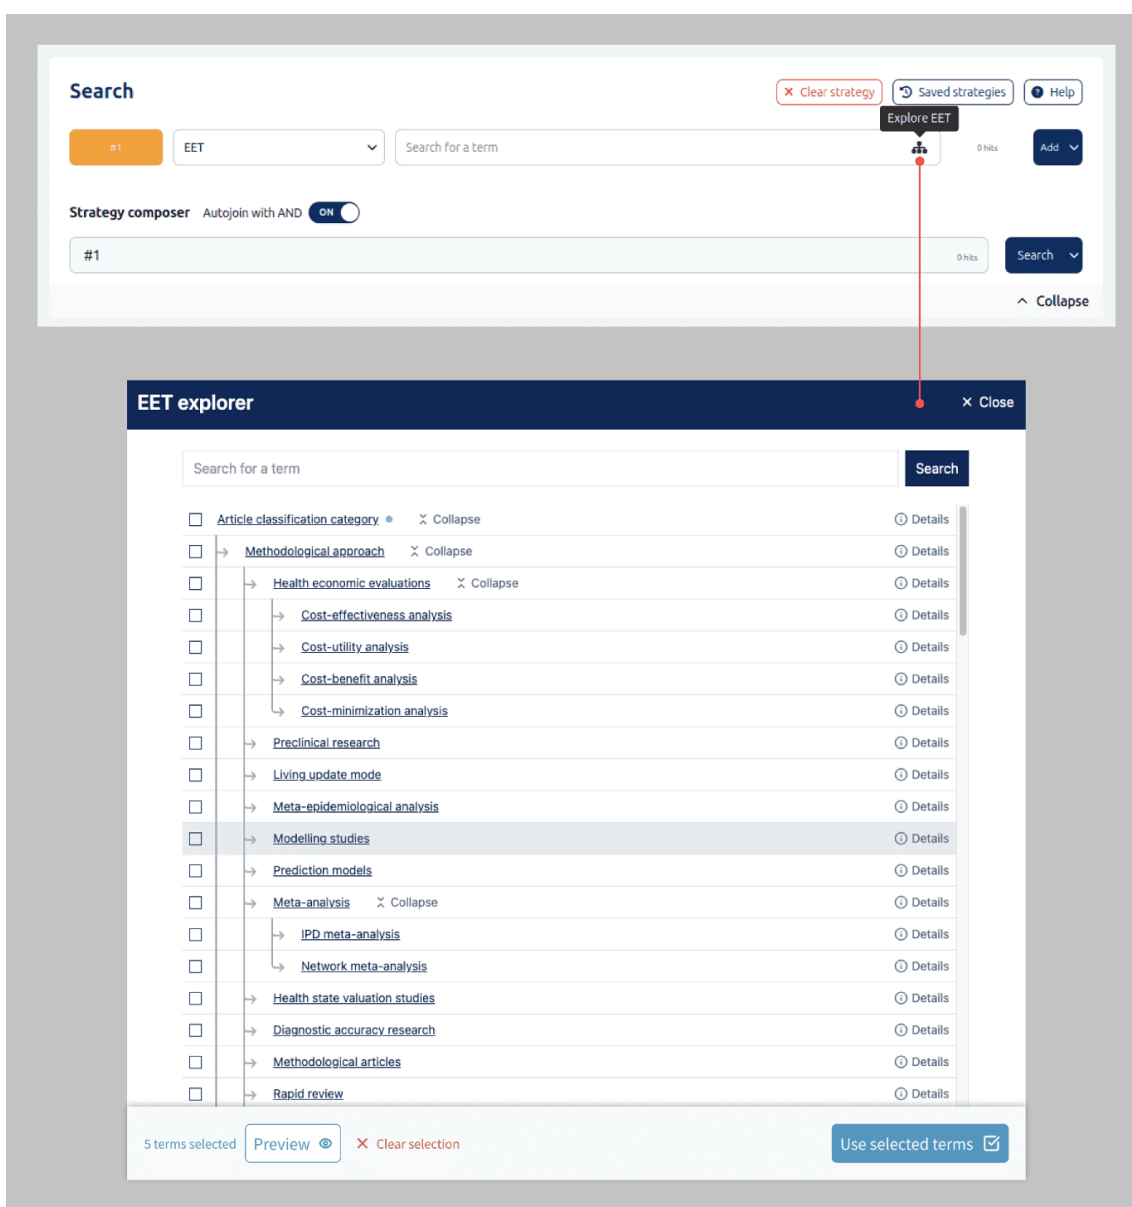 Search
Clear strategy
Saved strategies
Help
Explore EET
#1
EET
Search for a term
0 hits
Add
Strategy composer Autojoin with AND ON
#1
0 hits
Search
Collapse
EET explorer
Close
Search for a term
Search
Article classification category Collapse Details
Methodological approach Collapse Details
Health economic evaluations Collapse Details
Cost-effectiveness analysis Details
Cost-utility analysis Details
Cost-benefit analysis Details
Cost-minimization analysis Details
Preclinical research Details
Living update mode Details
Meta-epidemiological analysis Details
Modelling studies Details
Prediction models Details
Meta-analysis Collapse Details
IPD meta-analysis Details
Network meta-analysis Details
Health state valuation studies Details
Diagnostic accuracy research Details
Methodological articles Details
Rapid review Details
5 terms selected Preview Clear selection Use selected terms